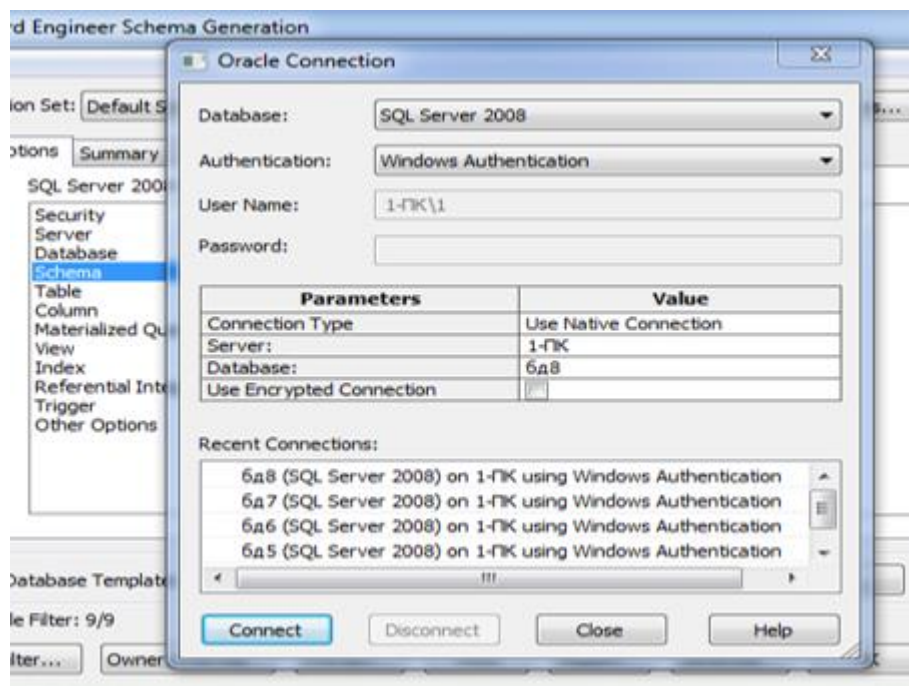 rd Engineer Schema Generation
Oracle Connection
ion Set: Default S
s...
Database: SQL Server 2008
ptions Summary
Authentication: Windows Authentication
SQL Server 200
User Name: 1-ПК\1
Password:
Security
Server
Database
Schema
Table
Column
Materialized Qu
View
Index
Referential Inte
Trigger
Other Options
Parameters Value
Connection Type Use Native Connection
Server: 1-ПК
Database: бд8
Use Encrypted Connection
Recent Connections:
бд8 (SQL Server 2008) on 1-ПК using Windows Authentication
бд7 (SQL Server 2008) on 1-ПК using Windows Authentication
бд6 (SQL Server 2008) on 1-ПК using Windows Authentication
бд5 (SQL Server 2008) on 1-ПК using Windows Authentication
Database Template
le Filter: 9/9
Connect Disconnect Close Help
lter... Owner